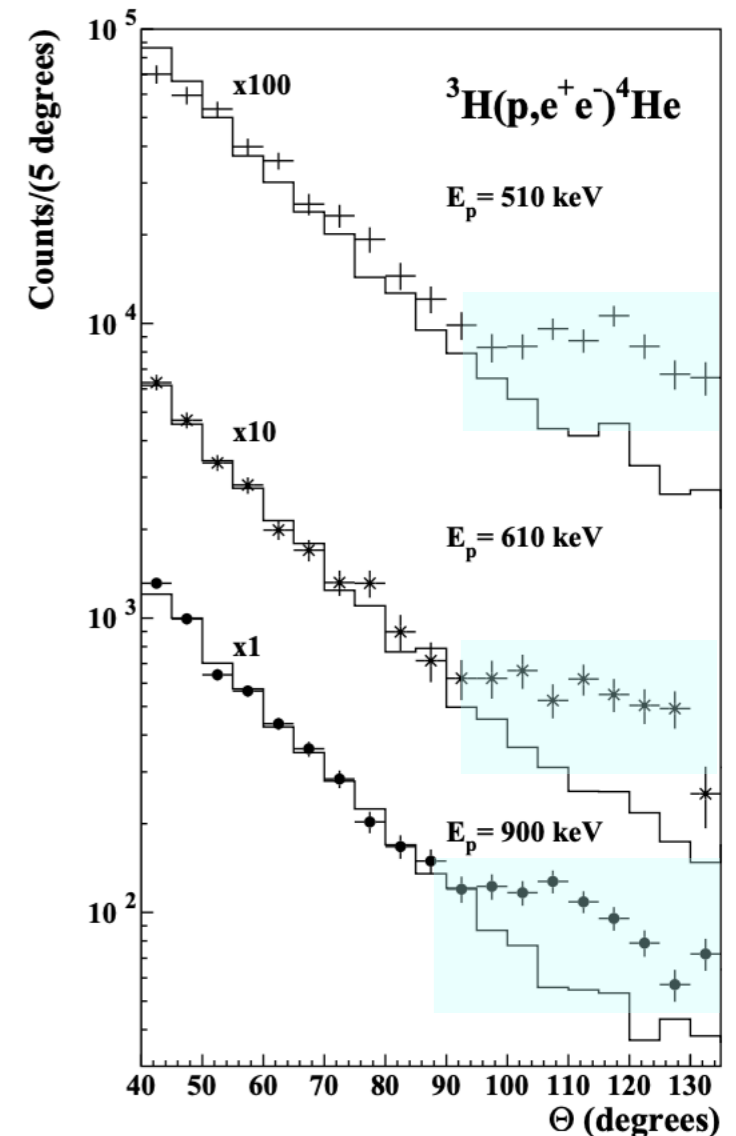 10 5
Counts/(5 degrees)
x100
3H(p,e+e-)4He
Ep= 510 keV
10 4
x10
Ep= 610 keV
10 3
x1
Ep= 900 keV
10 2
40 50 60 70 80 90 100 110 120 130
Θ (degrees)